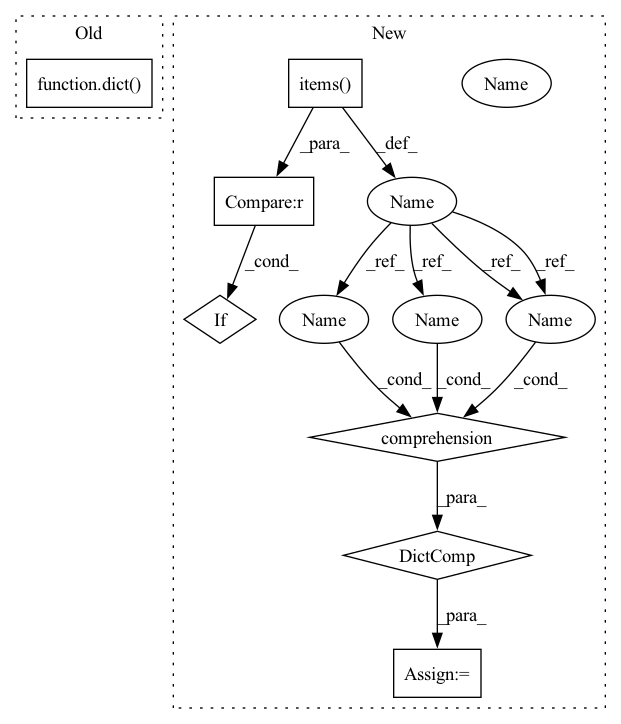 Old
New
function.dict()
items()
Name
_para_
_def_
Compare:r
Name
_cond_
_ref_
_ref_
_ref_
_ref_
If
Name
Name
Name
_cond_
_cond_
_cond_
comprehension
_para_
DictComp
_para_
Assign:=